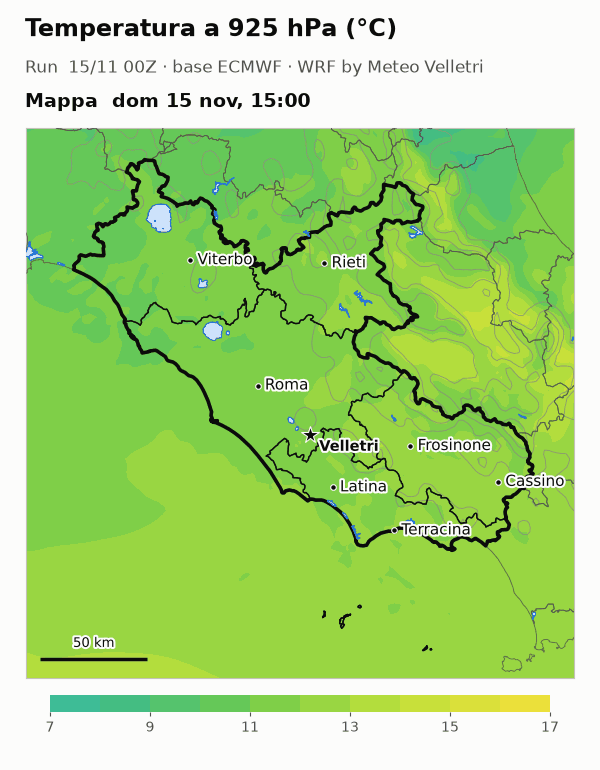 Temperatura a 925 hPa (°C)
Run  15/11 00Z · base ECMWF · WRF by Meteo Velletri
Mappa  dom 15 nov, 15:00
Viterbo
Rieti
Roma
Velletri
Frosinone
Latina
Cassino
Terracina
50 km
7 9 11 13 15 17